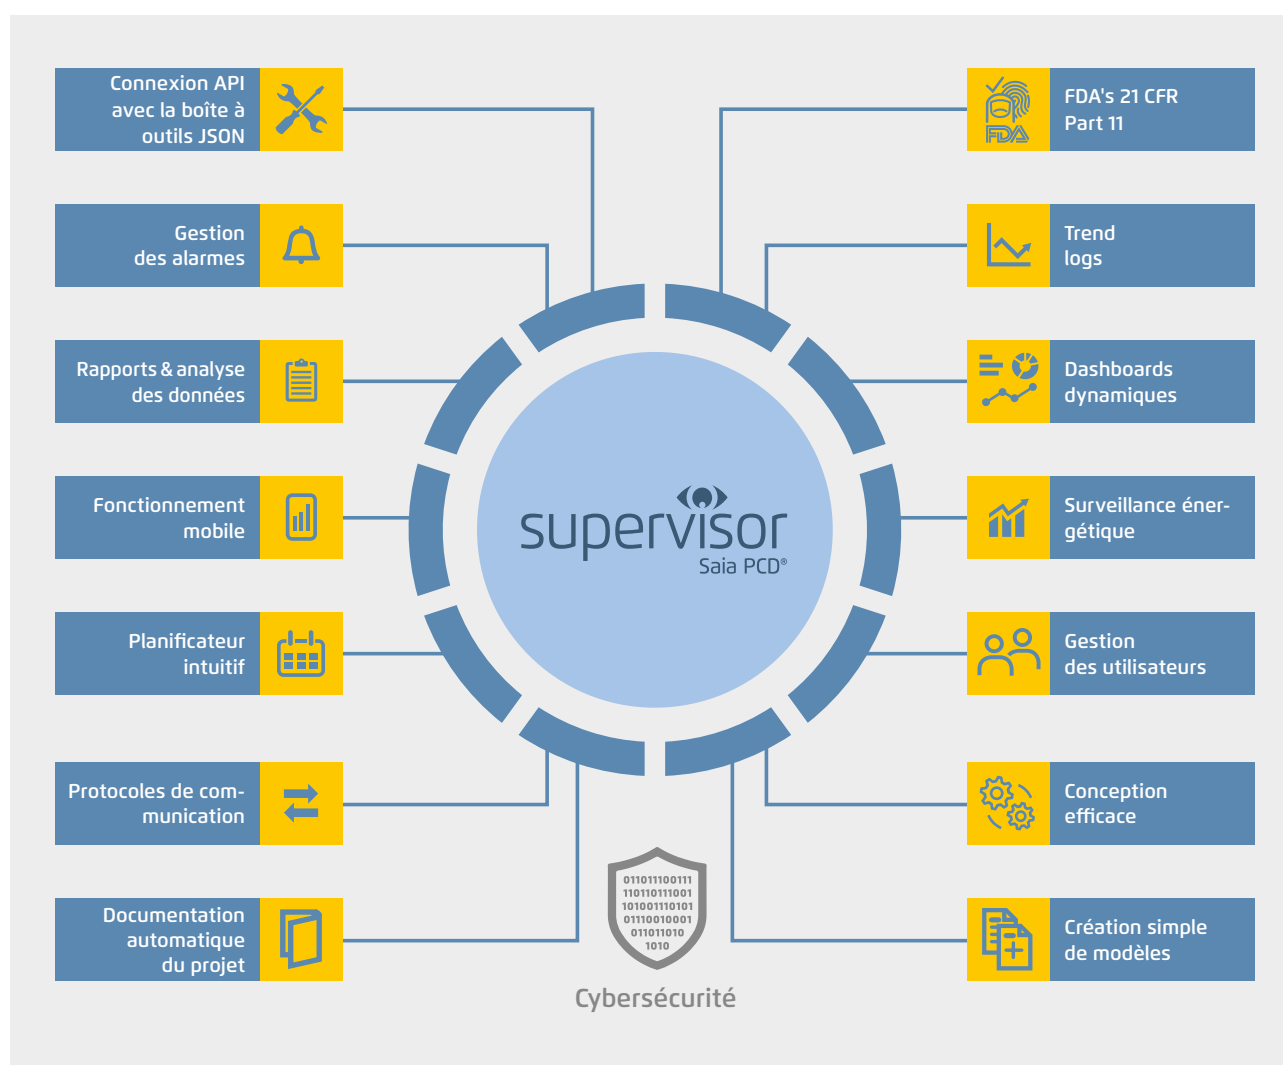 Connexion API
avec la boîte à
outils JSON
Gestion
des alarmes
Rapports & analyse
des données
Fonctionnement
mobile
Planificateur
intuitif
Protocoles de com-
munication
Documentation
automatique
du projet
supervisor
Saia PCD®
011011100111
110110111001
101001110101
01110010001
011011010
1010
Cybersécurité
FDA
FDA's 21 CFR
Part 11
Trend
logs
Dashboards
dynamiques
Surveillance éner-
gétique
Gestion
des utilisateurs
Conception
efficace
Création simple
de modèles